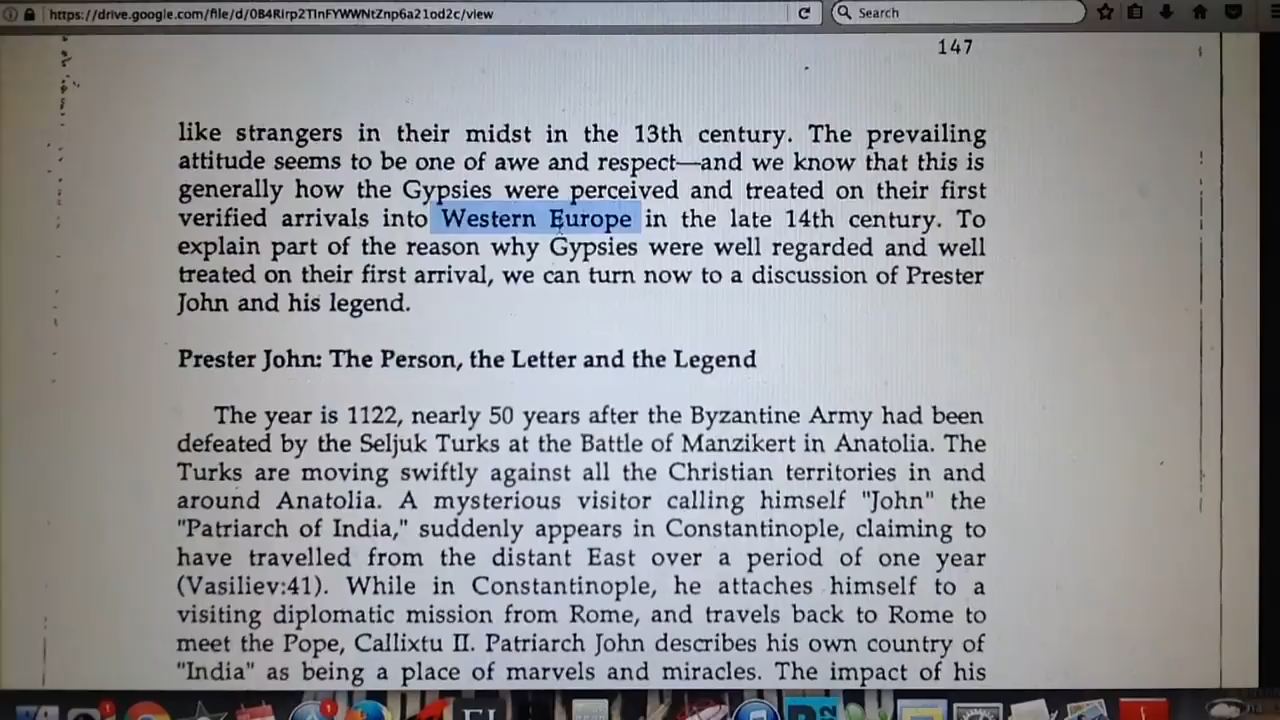 https://drive.google.com/file/d/0B4RIrp2TInFYWWNtZnp6a21od2c/view
Search
147
like strangers in their midst in the 13th century. The prevailing
attitude seems to be one of awe and respect—and we know that this is
generally how the Gypsies were perceived and treated on their first
verified arrivals into Western Europe in the late 14th century. To
explain part of the reason why Gypsies were well regarded and well
treated on their first arrival, we can turn now to a discussion of Prester
John and his legend.
Prester John: The Person, the Letter and the Legend
The year is 1122, nearly 50 years after the Byzantine Army had been
defeated by the Seljuk Turks at the Battle of Manzikert in Anatolia. The
Turks are moving swiftly against all the Christian territories in and
around Anatolia. A mysterious visitor calling himself "John" the
"Patriarch of India," suddenly appears in Constantinople, claiming to
have travelled from the distant East over a period of one year
(Vasiliev:41). While in Constantinople, he attaches himself to a
visiting diplomatic mission from Rome, and travels back to Rome to
meet the Pope, Callixtu II. Patriarch John describes his own country of
"India" as being a place of marvels and miracles. The impact of his